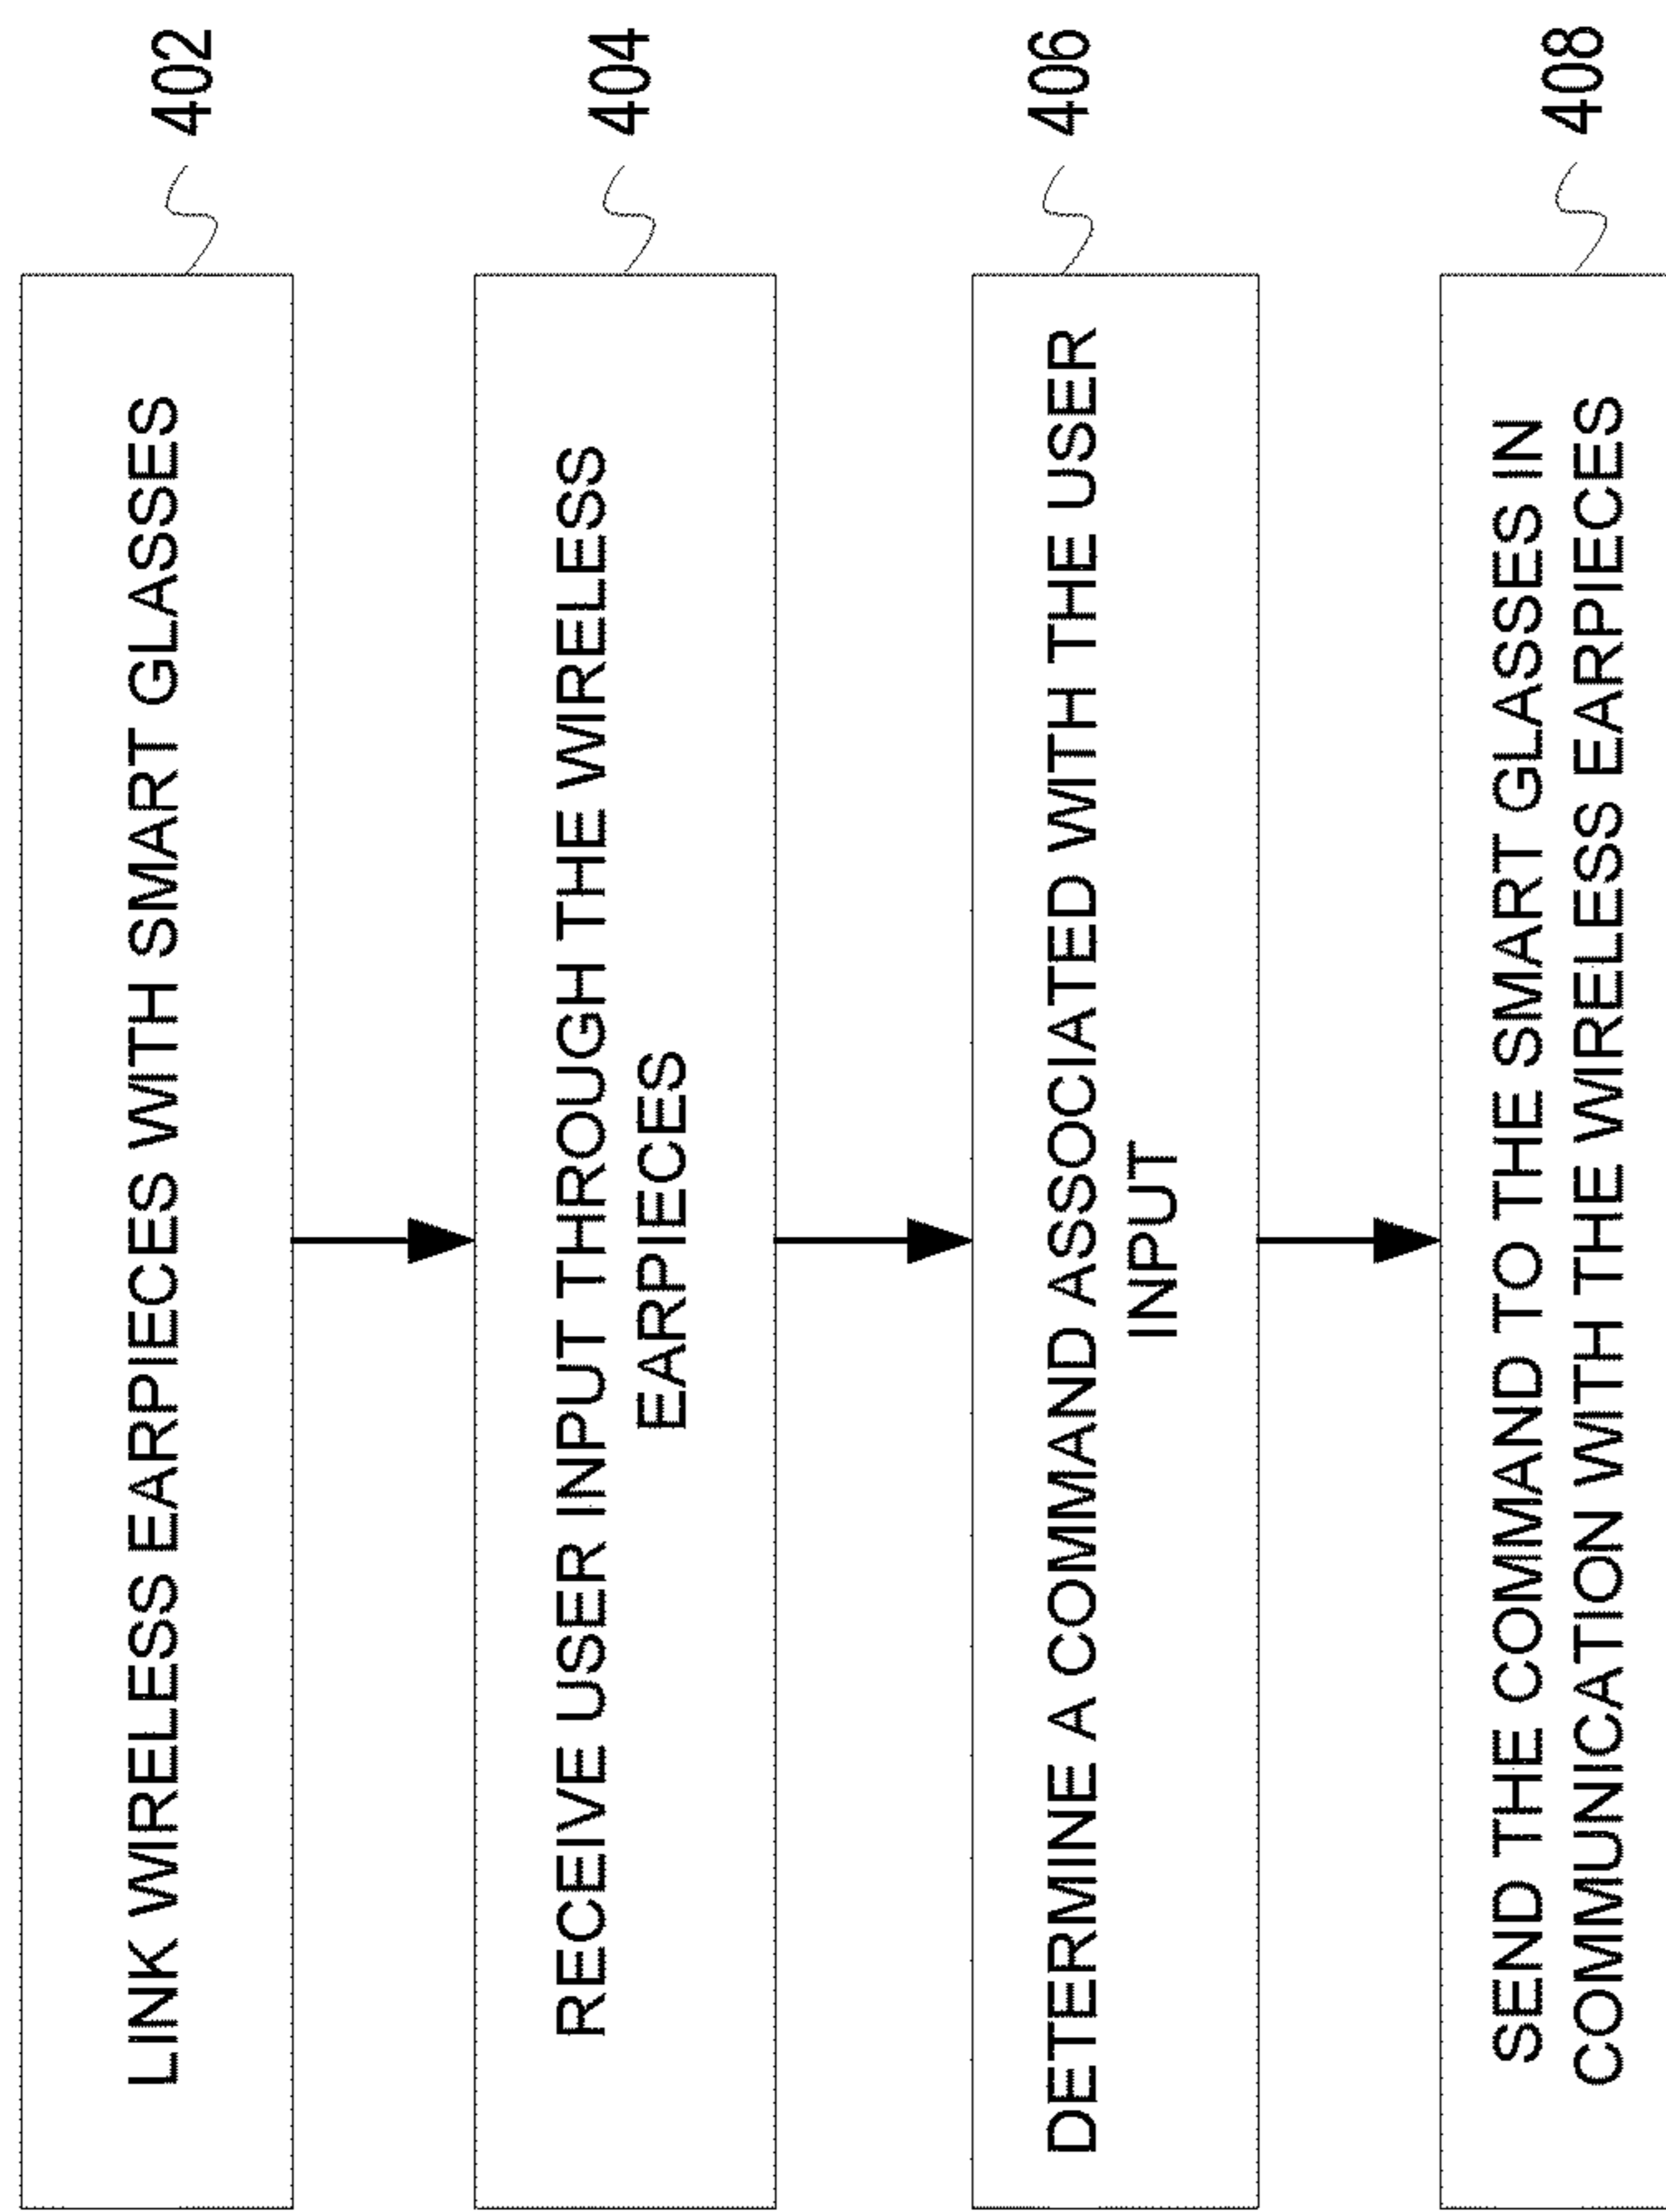 LINK WIRELESS EARPIECES WITH SMART GLASSES
402
RECEIVE USER INPUT THROUGH THE WIRELESS
EARPIECES
404
DETERMINE A COMMAND ASSOCIATED WITH THE USER
INPUT
406
SEND THE COMMAND TO THE SMART GLASSES IN
COMMUNICATION WITH THE WIRELESS EARPIECES
408